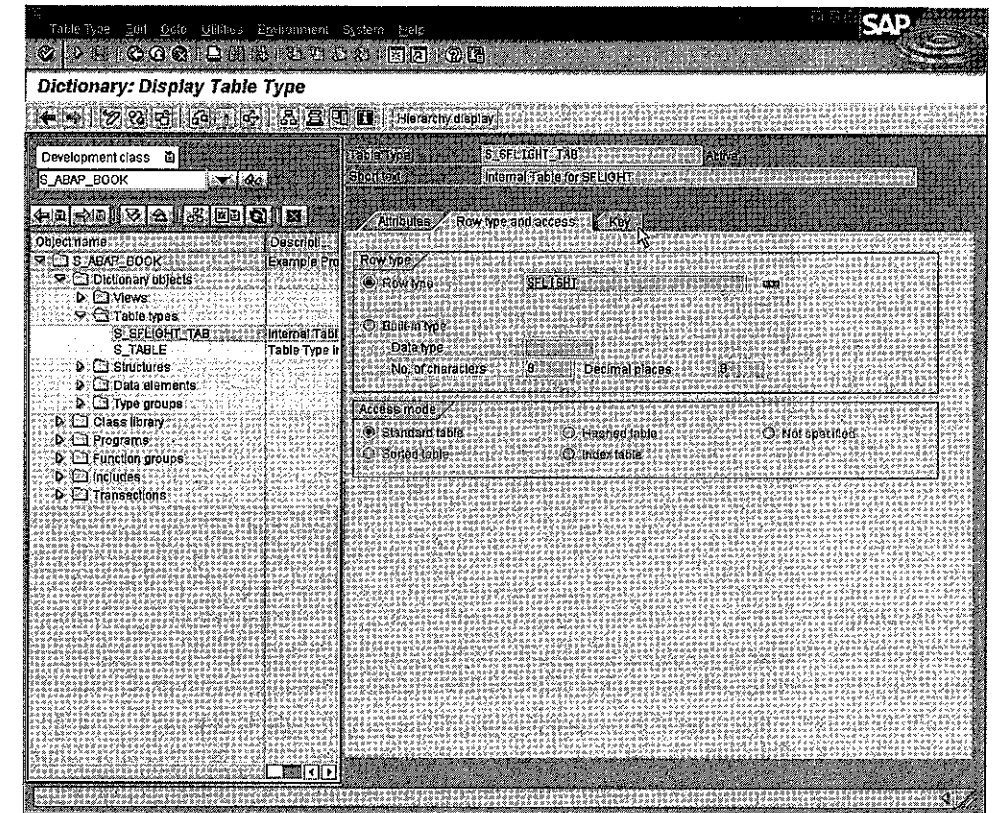 Table Type Edit Goto Utilities Environment System Help
SAP
Dictionary: Display Table Type
Hierarchy display
Development class
S_ABAP_BOOK
Table Type S_SFLIGHT_TAB Active
Short text Internal Table for SFLIGHT
Attributes Row type and access Key
Object name Descripti...
S_ABAP_BOOK Example Pro
Dictionary objects
Views
Table types
S_SFLIGHT_TAB Internal Tabl
S_TABLE Table Type in
Structures
Data elements
Type groups
Class library
Programs
Function groups
Includes
Transactions
Row type
Row type SFLIGHT
Built-in type
Data type
No. of characters 0 Decimal places 0
Access mode
Standard table Hashed table Not specified
Sorted table Index table